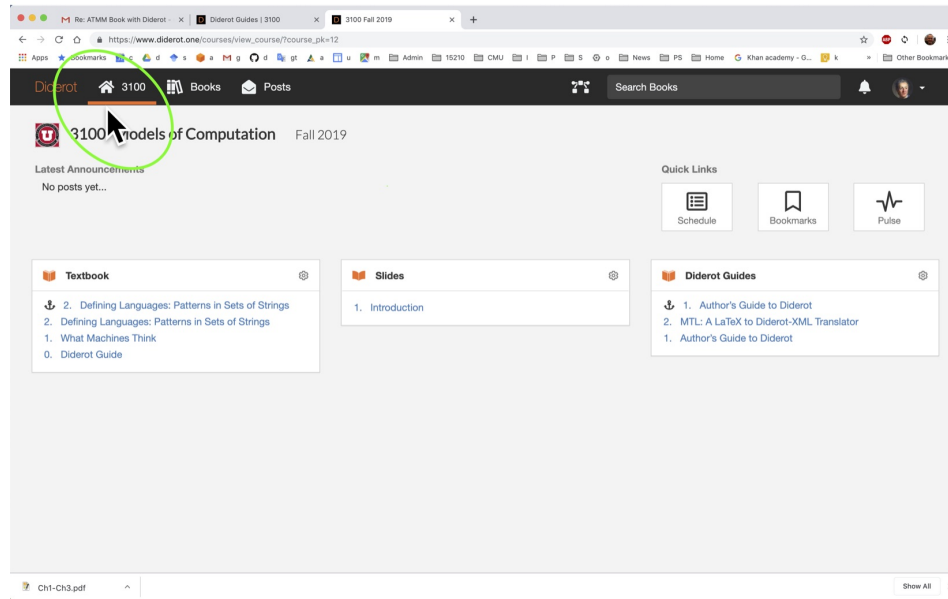 Re: ATMM Book with Diderot - × Diderot Guides | 3100 × 3100 Fall 2019 × +
https://www.diderot.one/courses/view_course/?course_pk=12
Apps Bookmarks c d s a g d gt a u m Admin 15210 CMU I P S o News PS Home Khan academy - G... k » Other Bookmark
Diderot 3100 Books Posts Search Books
3100 Models of Computation Fall 2019
Latest Announcements
No posts yet...
Quick Links
Schedule Bookmarks Pulse
Textbook
2. Defining Languages: Patterns in Sets of Strings
2. Defining Languages: Patterns in Sets of Strings
1. What Machines Think
0. Diderot Guide
Slides
1. Introduction
Diderot Guides
1. Author's Guide to Diderot
2. MTL: A LaTeX to Diderot-XML Translator
1. Author's Guide to Diderot
Ch1-Ch3.pdf Show All